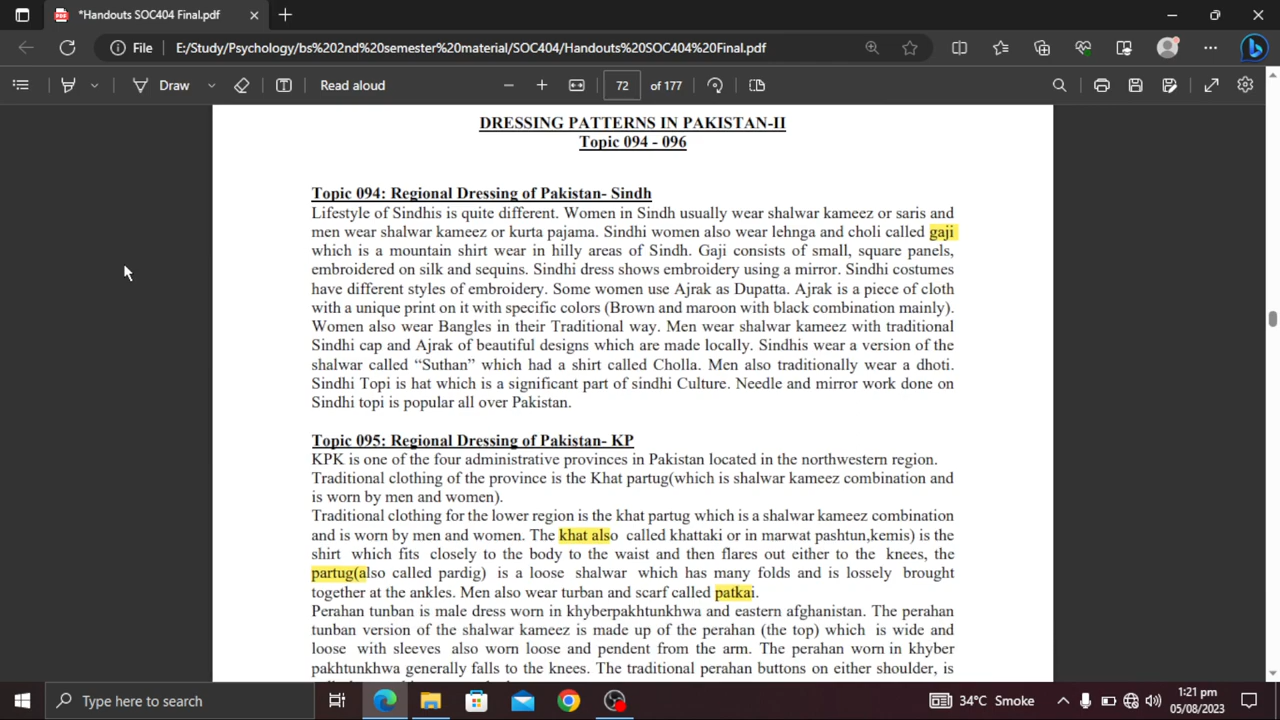 *Handouts SOC404 Final.pdf
File
E:/Study/Psychology/bs%202nd%20semester%20material/SOC404/Handouts%20SOC404%20Final.pdf
Draw
Read aloud
72 of 177
DRESSING PATTERNS IN PAKISTAN-II
Topic 094 - 096
Topic 094: Regional Dressing of Pakistan- Sindh
Lifestyle of Sindhis is quite different. Women in Sindh usually wear shalwar kameez or saris and
men wear shalwar kameez or kurta pajama. Sindhi women also wear lehnga and choli called gaji
which is a mountain shirt wear in hilly areas of Sindh. Gaji consists of small, square panels,
embroidered on silk and sequins. Sindhi dress shows embroidery using a mirror. Sindhi costumes
have different styles of embroidery. Some women use Ajrak as Dupatta. Ajrak is a piece of cloth
with a unique print on it with specific colors (Brown and maroon with black combination mainly).
Women also wear Bangles in their Traditional way. Men wear shalwar kameez with traditional
Sindhi cap and Ajrak of beautiful designs which are made locally. Sindhis wear a version of the
shalwar called “Suthan” which had a shirt called Cholla. Men also traditionally wear a dhoti.
Sindhi Topi is hat which is a significant part of sindhi Culture. Needle and mirror work done on
Sindhi topi is popular all over Pakistan.
Topic 095: Regional Dressing of Pakistan- KP
KPK is one of the four administrative provinces in Pakistan located in the northwestern region.
Traditional clothing of the province is the Khat partug(which is shalwar kameez combination and
is worn by men and women).
Traditional clothing for the lower region is the khat partug which is a shalwar kameez combination
and is worn by men and women. The khat also called khattaki or in marwat pashtun,kemis) is the
shirt which fits closely to the body to the waist and then flares out either to the knees, the
partug(also called pardig) is a loose shalwar which has many folds and is lossely brought
together at the ankles. Men also wear turban and scarf called patkai.
Perahan tunban is male dress worn in khyberpakhtunkhwa and eastern afghanistan. The perahan
tunban version of the shalwar kameez is made up of the perahan (the top) which is wide and
loose with sleeves also worn loose and pendent from the arm. The perahan worn in khyber
pakhtunkhwa generally falls to the knees. The traditional perahan buttons on either shoulder, is
Type here to search
34°C Smoke
1:21 pm
05/08/2023